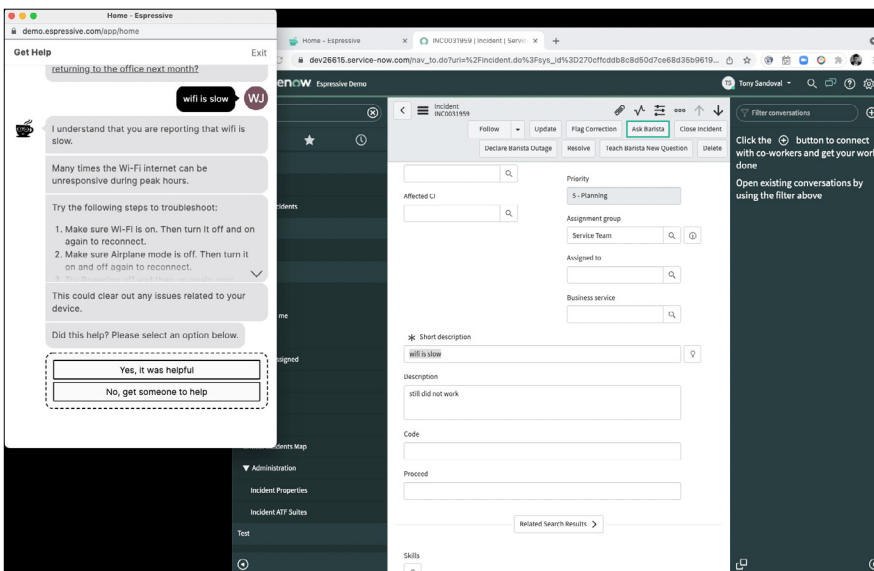 Home - Espressive
demo.espressive.com/app/home
Get Help
Exit
returning to the office next month?
wifi is slow
WJ
I understand that you are reporting that wifi is
slow.
Many times the Wi-Fi internet can be
unresponsive during peak hours.
Try the following steps to troubleshoot:
1. Make sure Wi-Fi is on. Then turn it off and on
again to reconnect.
2. Make sure Airplane mode is off. Then turn it
on and off again to reconnect.
This could clear out any issues related to your
device.
Did this help? Please select an option below.
Yes, it was helpful
No, get someone to help
Home - Espressive
INC0031959 | Incident | Servic
dev26615.service-now.com/nav_to.do?uri=%2Fincident.do%3Fsys_id%3D270cffcddb8c8d50d7ce68d35b9619...
enow Espressive Demo
TS Tony Sandoval
Incident
INC0031959
Follow
Update
Flag Correction
Ask Barista
Close Incident
Declare Barista Outage
Resolve
Teach Barista New Question
Delete
Filter conversations
Click the ⊕ button to connect
with co-workers and get your work
done
Open existing conversations by
using the filter above
cidents
me
ssigned
dents Map
▼ Administration
Incident Properties
Incident ATF Suites
Test
Priority
5 - Planning
Affected CI
Assignment group
Service Team
Assigned to
Business service
Short description
wifi is slow
Description
still did not work
Code
Proceed
Related Search Results
Skills